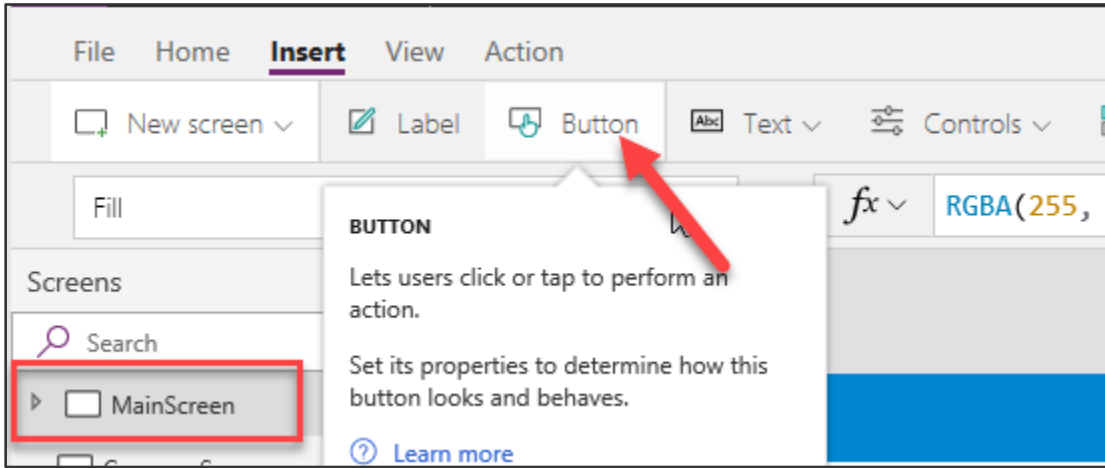 File Home Insert View Action
New screen Label Button Abc Text Controls
Fill fx RGBA(255,
BUTTON
Screens
Lets users click or tap to perform an
action.
Search
Set its properties to determine how this
MainScreen button looks and behaves.
Learn more